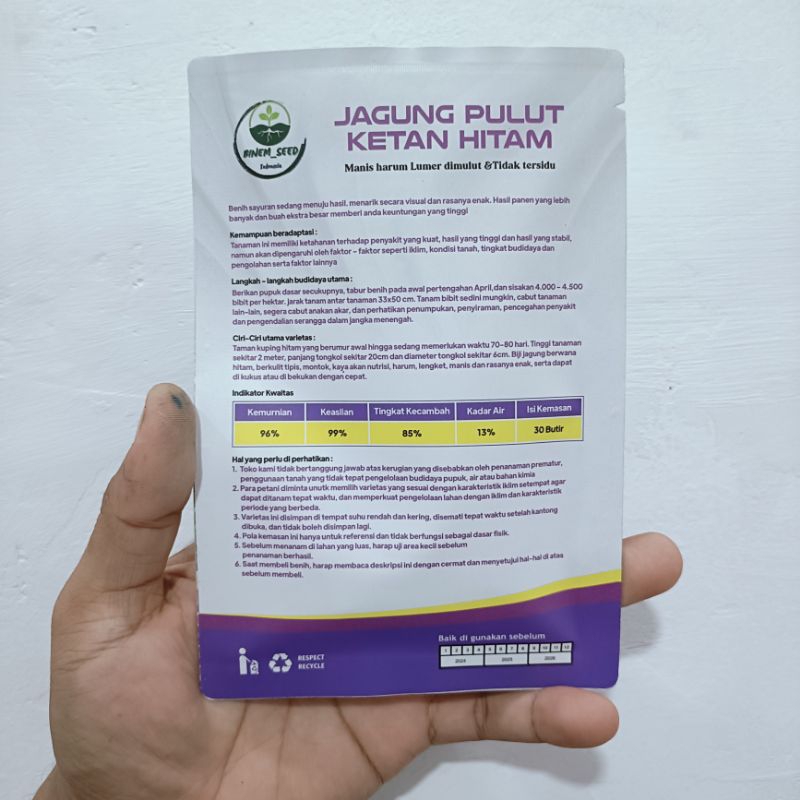 BINEM_SEED
Indonesia
JAGUNG PULUT
KETAN HITAM
Manis harum Lumer dimulut &Tidak tersidu
Benih sayuran sedang menuju hasil, menarik secara visual dan rasanya enak. Hasil panen yang lebih
banyak dan buah ekstra besar memberi anda keuntungan yang tinggi
Kemampuan beradaptasi :
Tanaman ini memiliki ketahanan terhadap penyakit yang kuat, hasil yang tinggi dan hasil yang stabil,
namun akan dipengaruhi oleh faktor - faktor seperti iklim, kondisi tanah, tingkat budidaya dan
pengolahan serta faktor lainnya
Langkah - langkah budidaya utama :
Berikan pupuk dasar secukupnya, tabur benih pada awal pertengahan April,dan sisakan 4.000 - 4.500
bibit per hektar. jarak tanam antar tanaman 33x50 cm. Tanam bibit sedini mungkin, cabut tanaman
lain-lain, segera cabut anakan akar, dan perhatikan penumpukan, penyiraman, pencegahan penyakit
dan pengendalian serangga dalam jangka menengah.
Ciri-Ciri utama varietas :
Taman kuping hitam yang berumur awal hingga sedang memerlukan waktu 70-80 hari. Tinggi tanaman
sekitar 2 meter, panjang tongkol sekitar 20cm dan diameter tongkol sekitar 6cm. Biji jagung berwana
hitam, berkulit tipis, montok, kaya akan nutrisi, harum, lengket, manis dan rasanya enak, serta dapat
di kukus atau di bekukan dengan cepat.
Indikator Kwaitas
Kemurnian Keaslian Tingkat Kecambah Kadar Air Isi Kemasan
96% 99% 85% 13% 30 Butir
Hal yang perlu di perhatikan :
1. Toko kami tidak bertanggung jawab atas kerugian yang disebabkan oleh penanaman prematur,
penggunaan tanah yang tidak tepat pengelolaan budidaya pupuk, air atau bahan kimia
2. Para petani diminta unutk memilih varietas yang sesuai dengan karakteristik iklim setempat agar
dapat ditanam tepat waktu, dan memperkuat pengelolaan lahan dengan iklim dan karakteristik
periode yang berbeda.
3. Varietas ini disimpan di tempat suhu rendah dan kering, disemati tepat waktu setelah kantong
dibuka, dan tidak boleh disimpan lagi.
4. Pola kemasan ini hanya untuk referensi dan tidak berfungsi sebagai dasar fisik.
5. Sebelum menanam di lahan yang luas, harap uji area kecil sebelum
penanaman berhasil.
6. Saat membeli benih, harap membaca deskripsi ini dengan cermat dan menyetujui hal-hal di atas
sebelum membeli.
RESPECT
RECYCLE
Baik di gunakan sebelum
1 2 3 4 5 6 7 8 9 10 11 12
2024 2025 2026